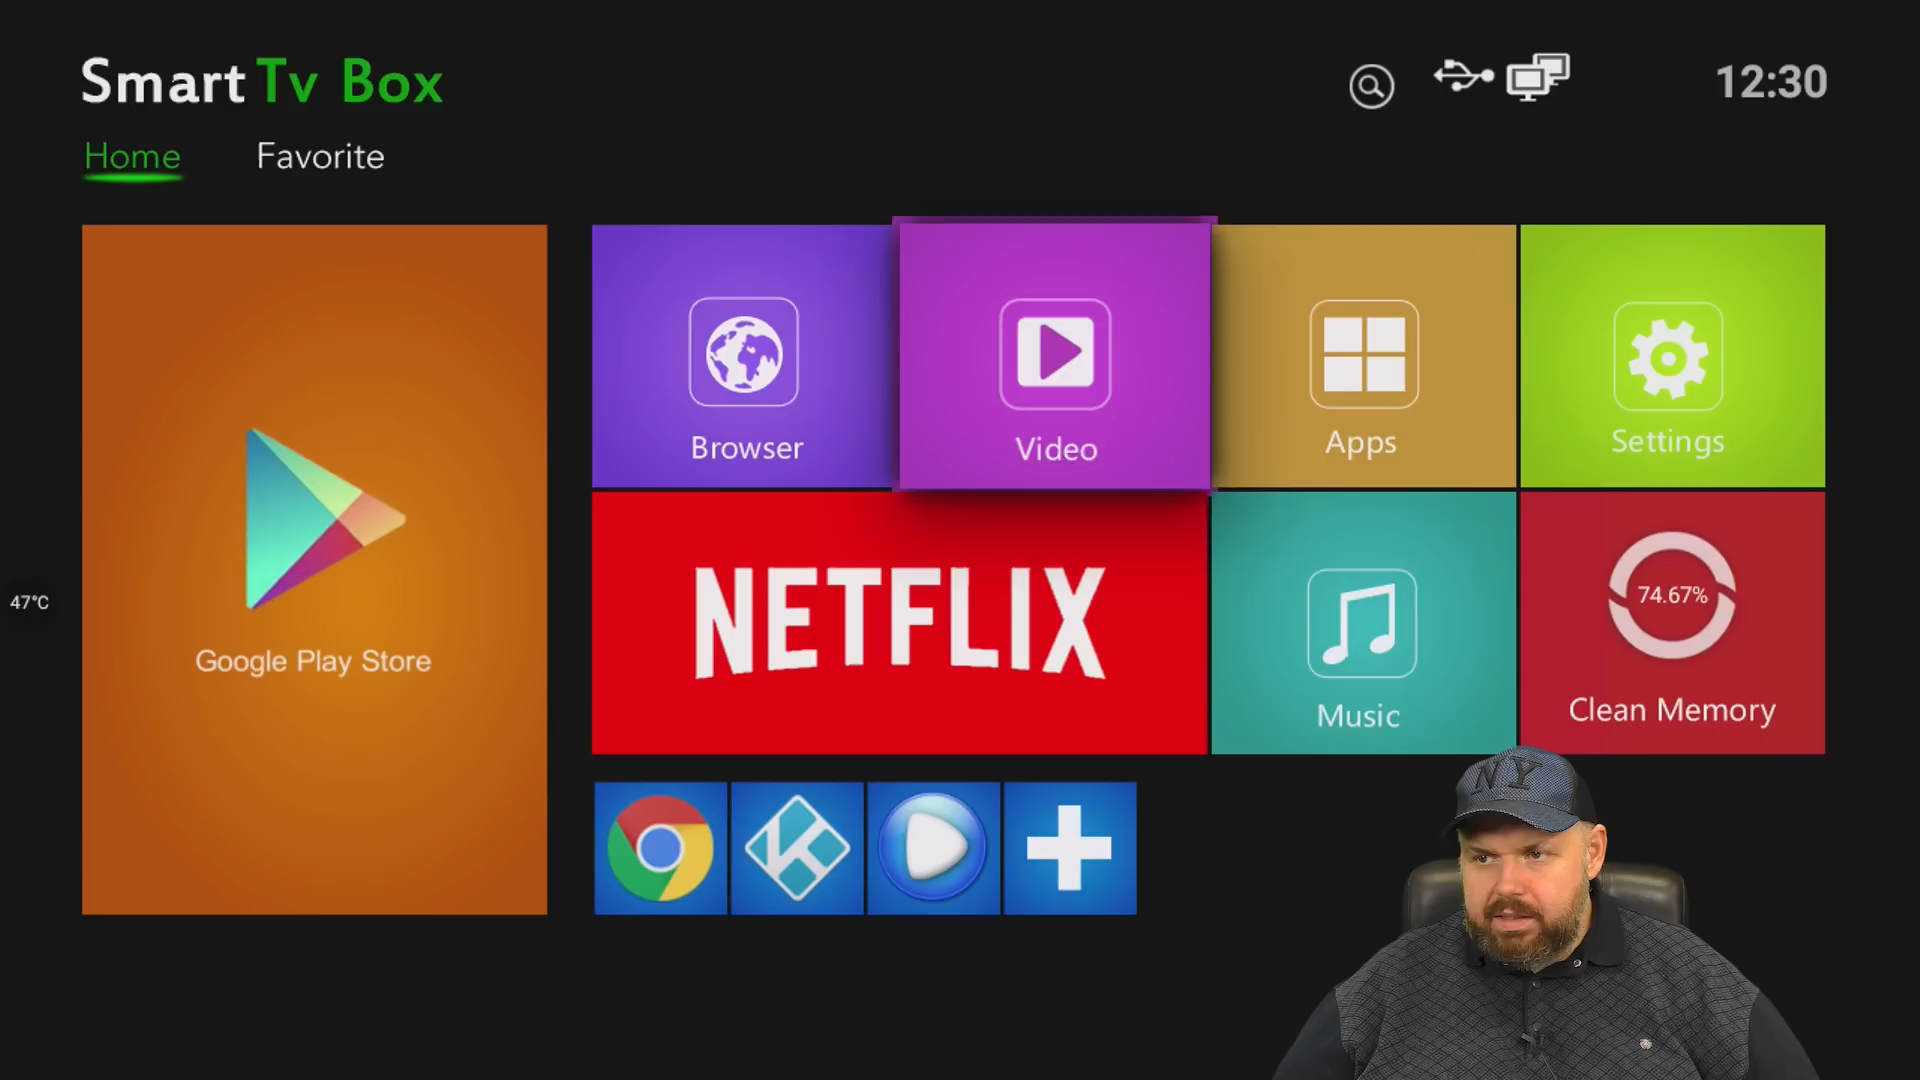 Smart Tv Box
12:30
Home
Favorite
Browser
Video
Apps
Settings
47°C
Google Play Store
NETFLIX
Music
74.67%
Clean Memory
NY